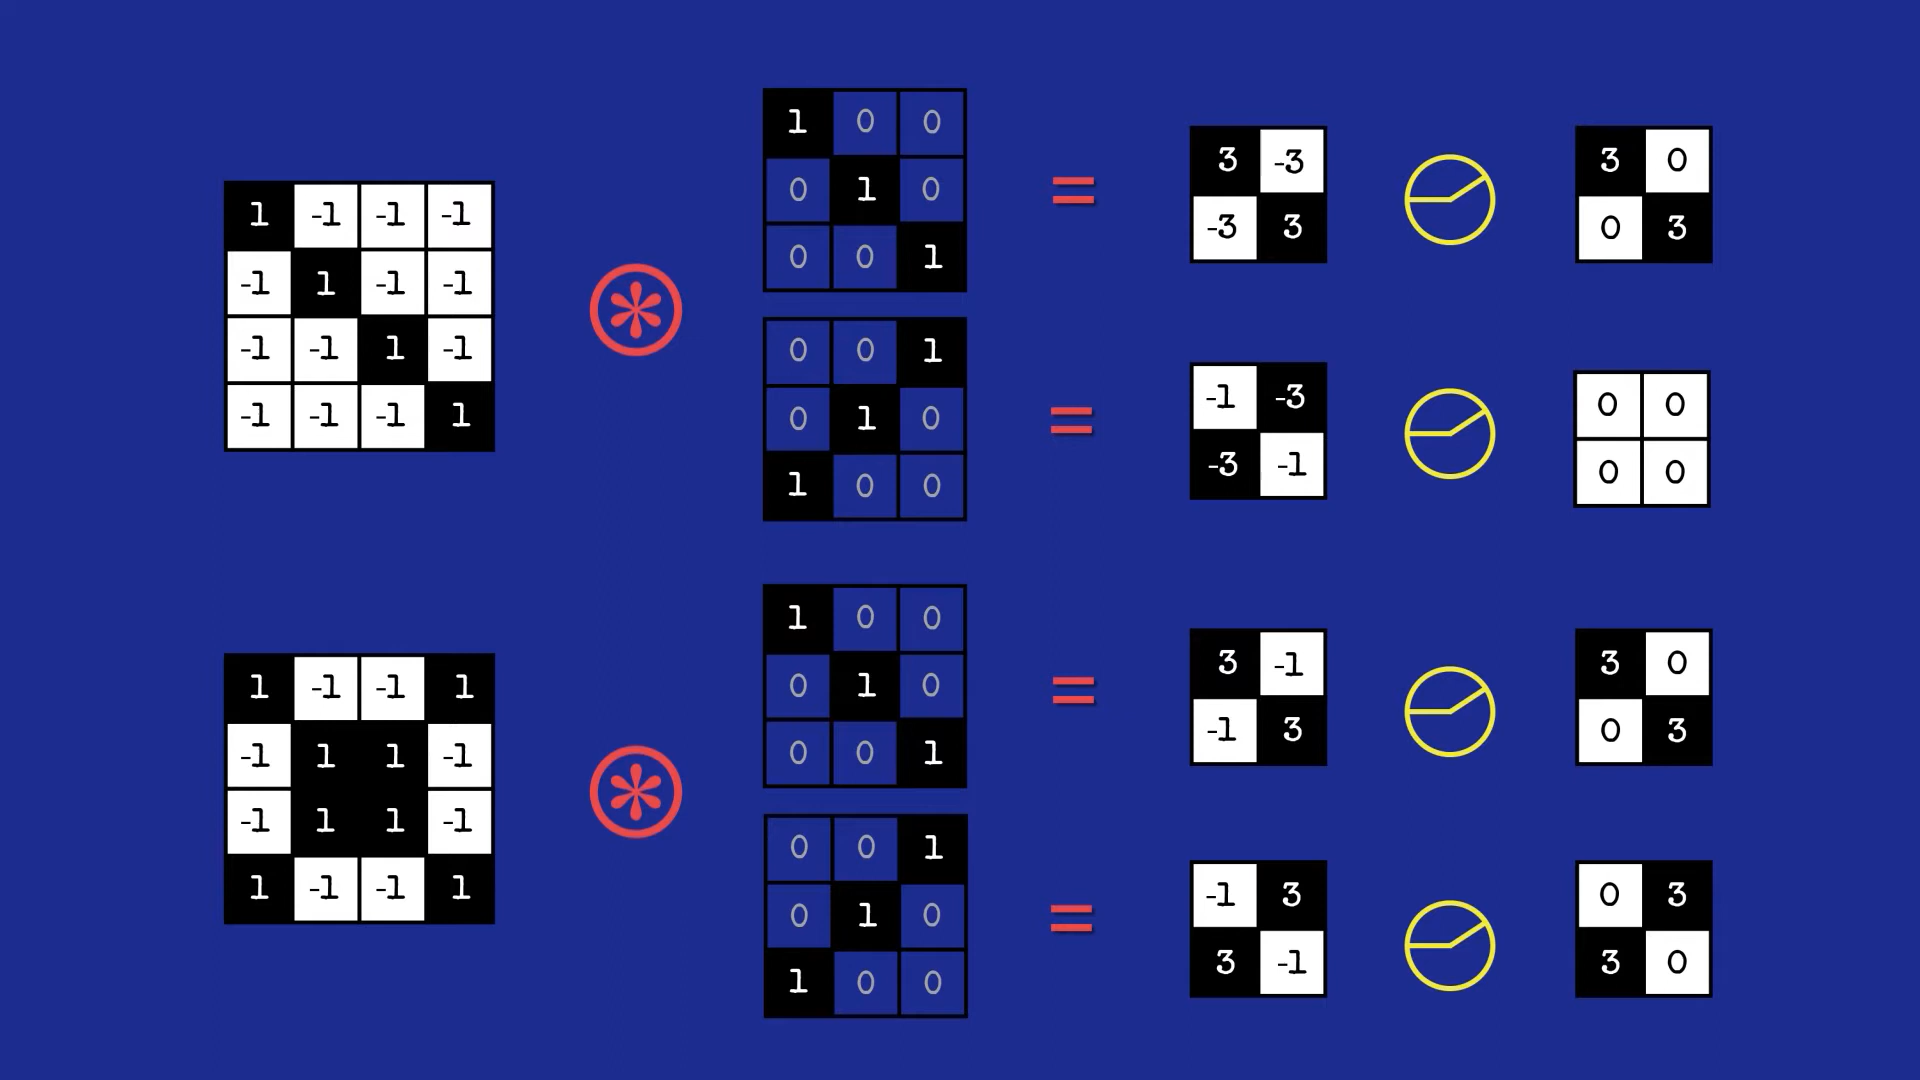 1 0 0
0 1 0
0 0 1
=
3 -3
-3 3
3 0
0 3
1 -1 -1 -1
-1 1 -1 -1
-1 -1 1 -1
-1 -1 -1 1
*
0 0 1
0 1 0
1 0 0
=
-1 -3
-3 -1
0 0
0 0
1 0 0
0 1 0
0 0 1
=
3 -1
-1 3
3 0
0 3
1 -1 -1 1
-1 1 1 -1
-1 1 1 -1
1 -1 -1 1
*
0 0 1
0 1 0
1 0 0
=
-1 3
3 -1
0 3
3 0